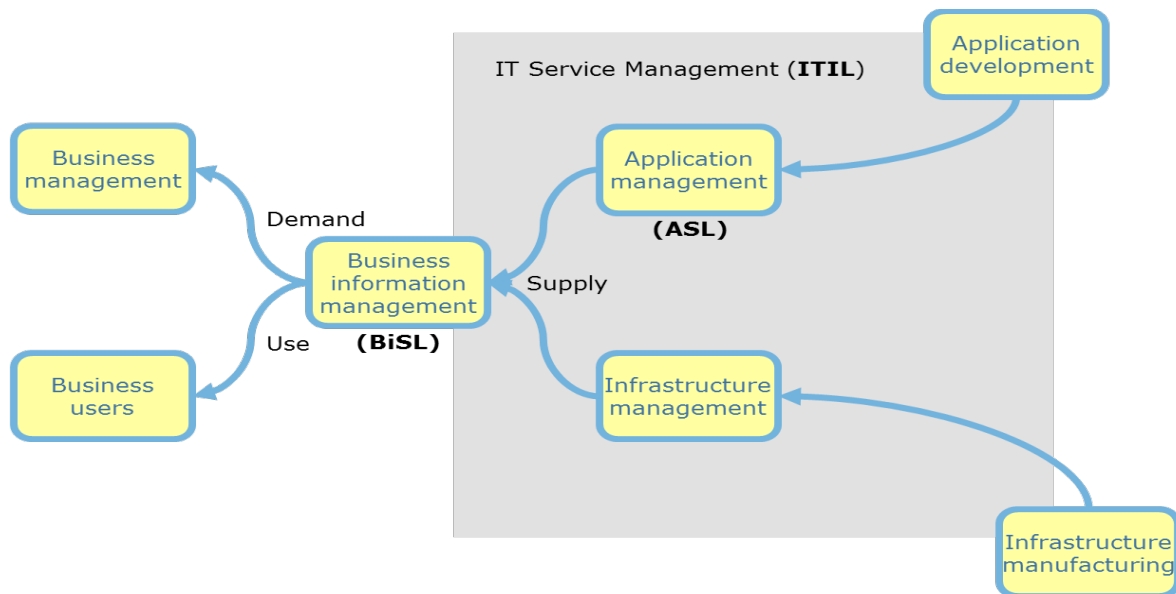 IT Service Management (ITIL)
Application
development
Business
management
Application
management
(ASL)
Demand
Business
information
management
(BiSL)
Supply
Use
Business
users
Infrastructure
management
Infrastructure
manufacturing